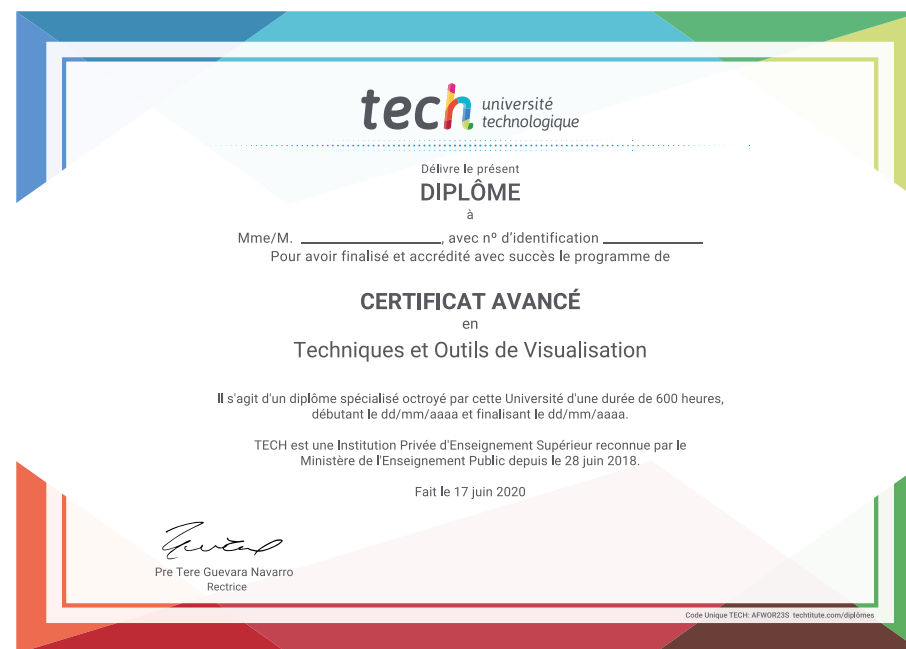 tech université
technologique
Délivre le présent
DIPLÔME
à
Mme/M. ____________________, avec nº d'identification ______________
Pour avoir finalisé et accrédité avec succès le programme de
CERTIFICAT AVANCÉ
en
Techniques et Outils de Visualisation
Il s'agit d'un diplôme spécialisé octroyé par cette Université d'une durée de 600 heures,
débutant le dd/mm/aaaa et finalisant le dd/mm/aaaa.
TECH est une Institution Privée d'Enseignement Supérieur reconnue par le
Ministère de l'Enseignement Public depuis le 28 juin 2018.
Fait le 17 juin 2020
Pre Tere Guevara Navarro
Rectrice
Code Unique TECH: AFWOR23S techtitute.com/diplômes